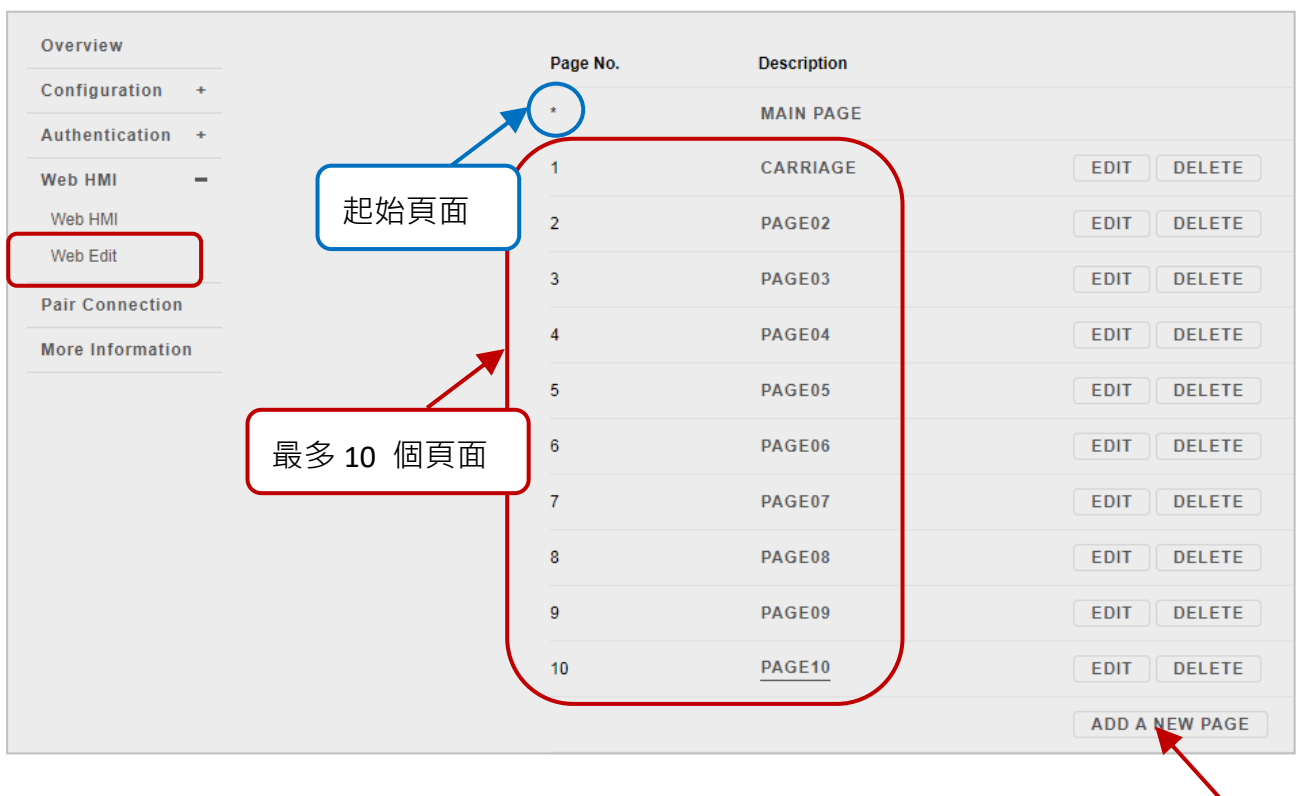 Overview
Configuration +
Authentication +
Web HMI −
Web HMI
Web Edit
Pair Connection
More Information
Page No. Description
* MAIN PAGE
1 CARRIAGE EDIT DELETE
2 PAGE02 EDIT DELETE
3 PAGE03 EDIT DELETE
4 PAGE04 EDIT DELETE
5 PAGE05 EDIT DELETE
6 PAGE06 EDIT DELETE
7 PAGE07 EDIT DELETE
8 PAGE08 EDIT DELETE
9 PAGE09 EDIT DELETE
10 PAGE10 EDIT DELETE
ADD A NEW PAGE
起始頁面
最多 10 個頁面